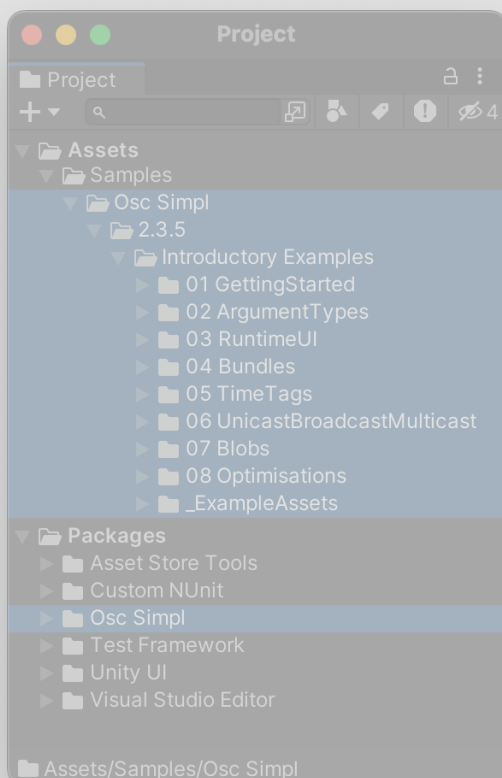 Project
Project
4
Assets
Samples
Osc Simpl
2.3.5
Introductory Examples
01 GettingStarted
02 ArgumentTypes
03 RuntimeUI
04 Bundles
05 TimeTags
06 UnicastBroadcastMulticast
07 Blobs
08 Optimisations
_ExampleAssets
Packages
Asset Store Tools
Custom NUnit
Osc Simpl
Test Framework
Unity UI
Visual Studio Editor
Assets/Samples/Osc Simpl